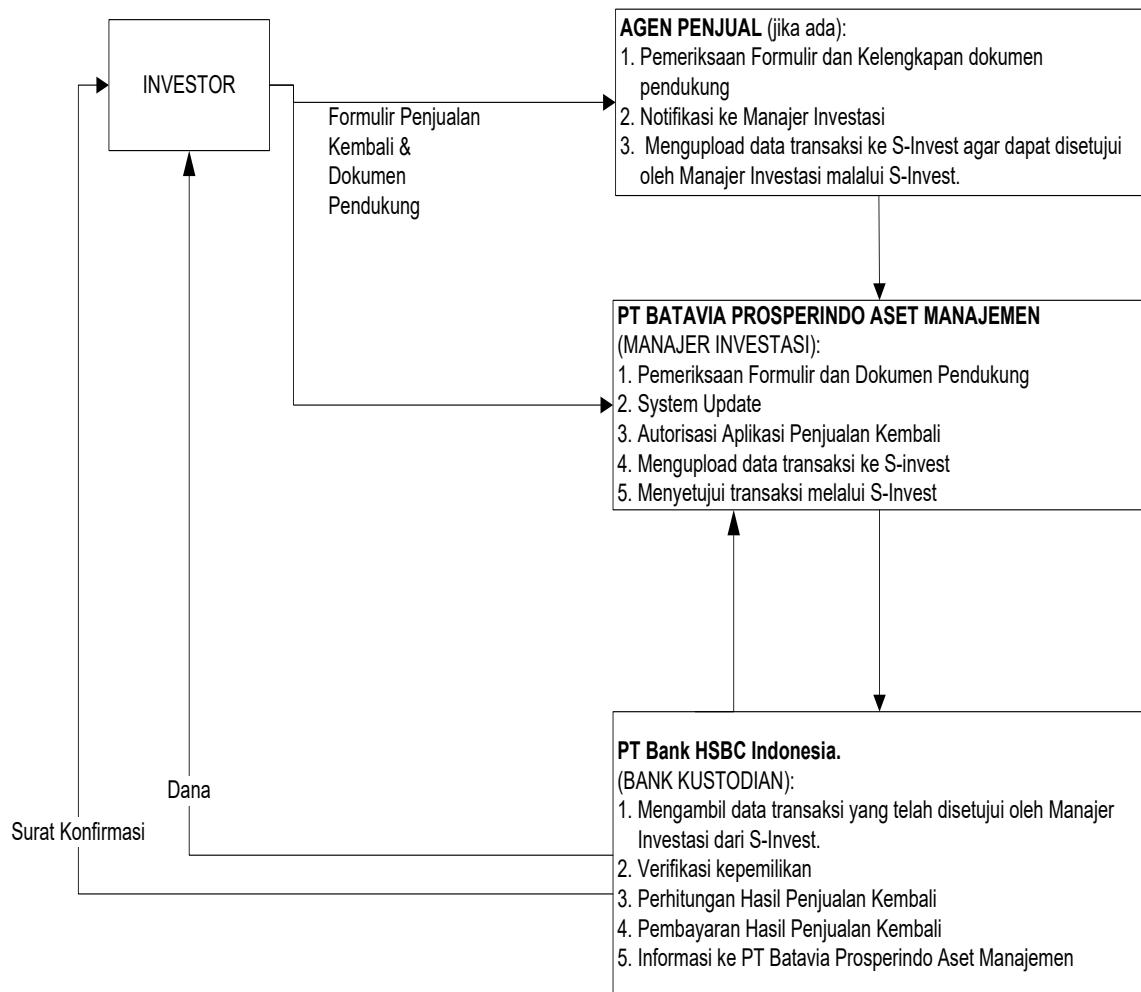 INVESTOR
Formulir Penjualan
Kembali &
Dokumen
Pendukung
AGEN PENJUAL (jika ada):
1. Pemeriksaan Formulir dan Kelengkapan dokumen
pendukung
2. Notifikasi ke Manajer Investasi
3. Mengupload data transaksi ke S-Invest agar dapat disetujui
oleh Manajer Investasi malalui S-Invest.
PT BATAVIA PROSPERINDO ASET MANAJEMEN
(MANAJER INVESTASI):
1. Pemeriksaan Formulir dan Dokumen Pendukung
2. System Update
3. Autorisasi Aplikasi Penjualan Kembali
4. Mengupload data transaksi ke S-invest
5. Menyetujui transaksi melalui S-Invest
PT Bank HSBC Indonesia.
(BANK KUSTODIAN):
1. Mengambil data transaksi yang telah disetujui oleh Manajer
Investasi dari S-Invest.
2. Verifikasi kepemilikan
3. Perhitungan Hasil Penjualan Kembali
4. Pembayaran Hasil Penjualan Kembali
5. Informasi ke PT Batavia Prosperindo Aset Manajemen
Dana
Surat Konfirmasi